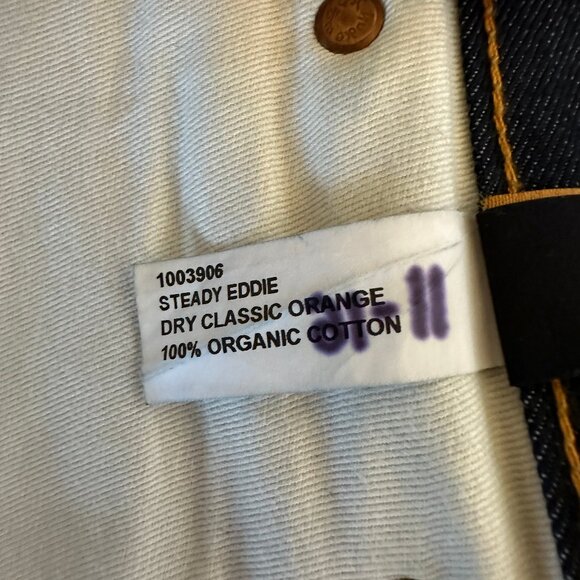 1003906
STEADY EDDIE
DRY CLASSIC ORANGE
100% ORGANIC COTTON